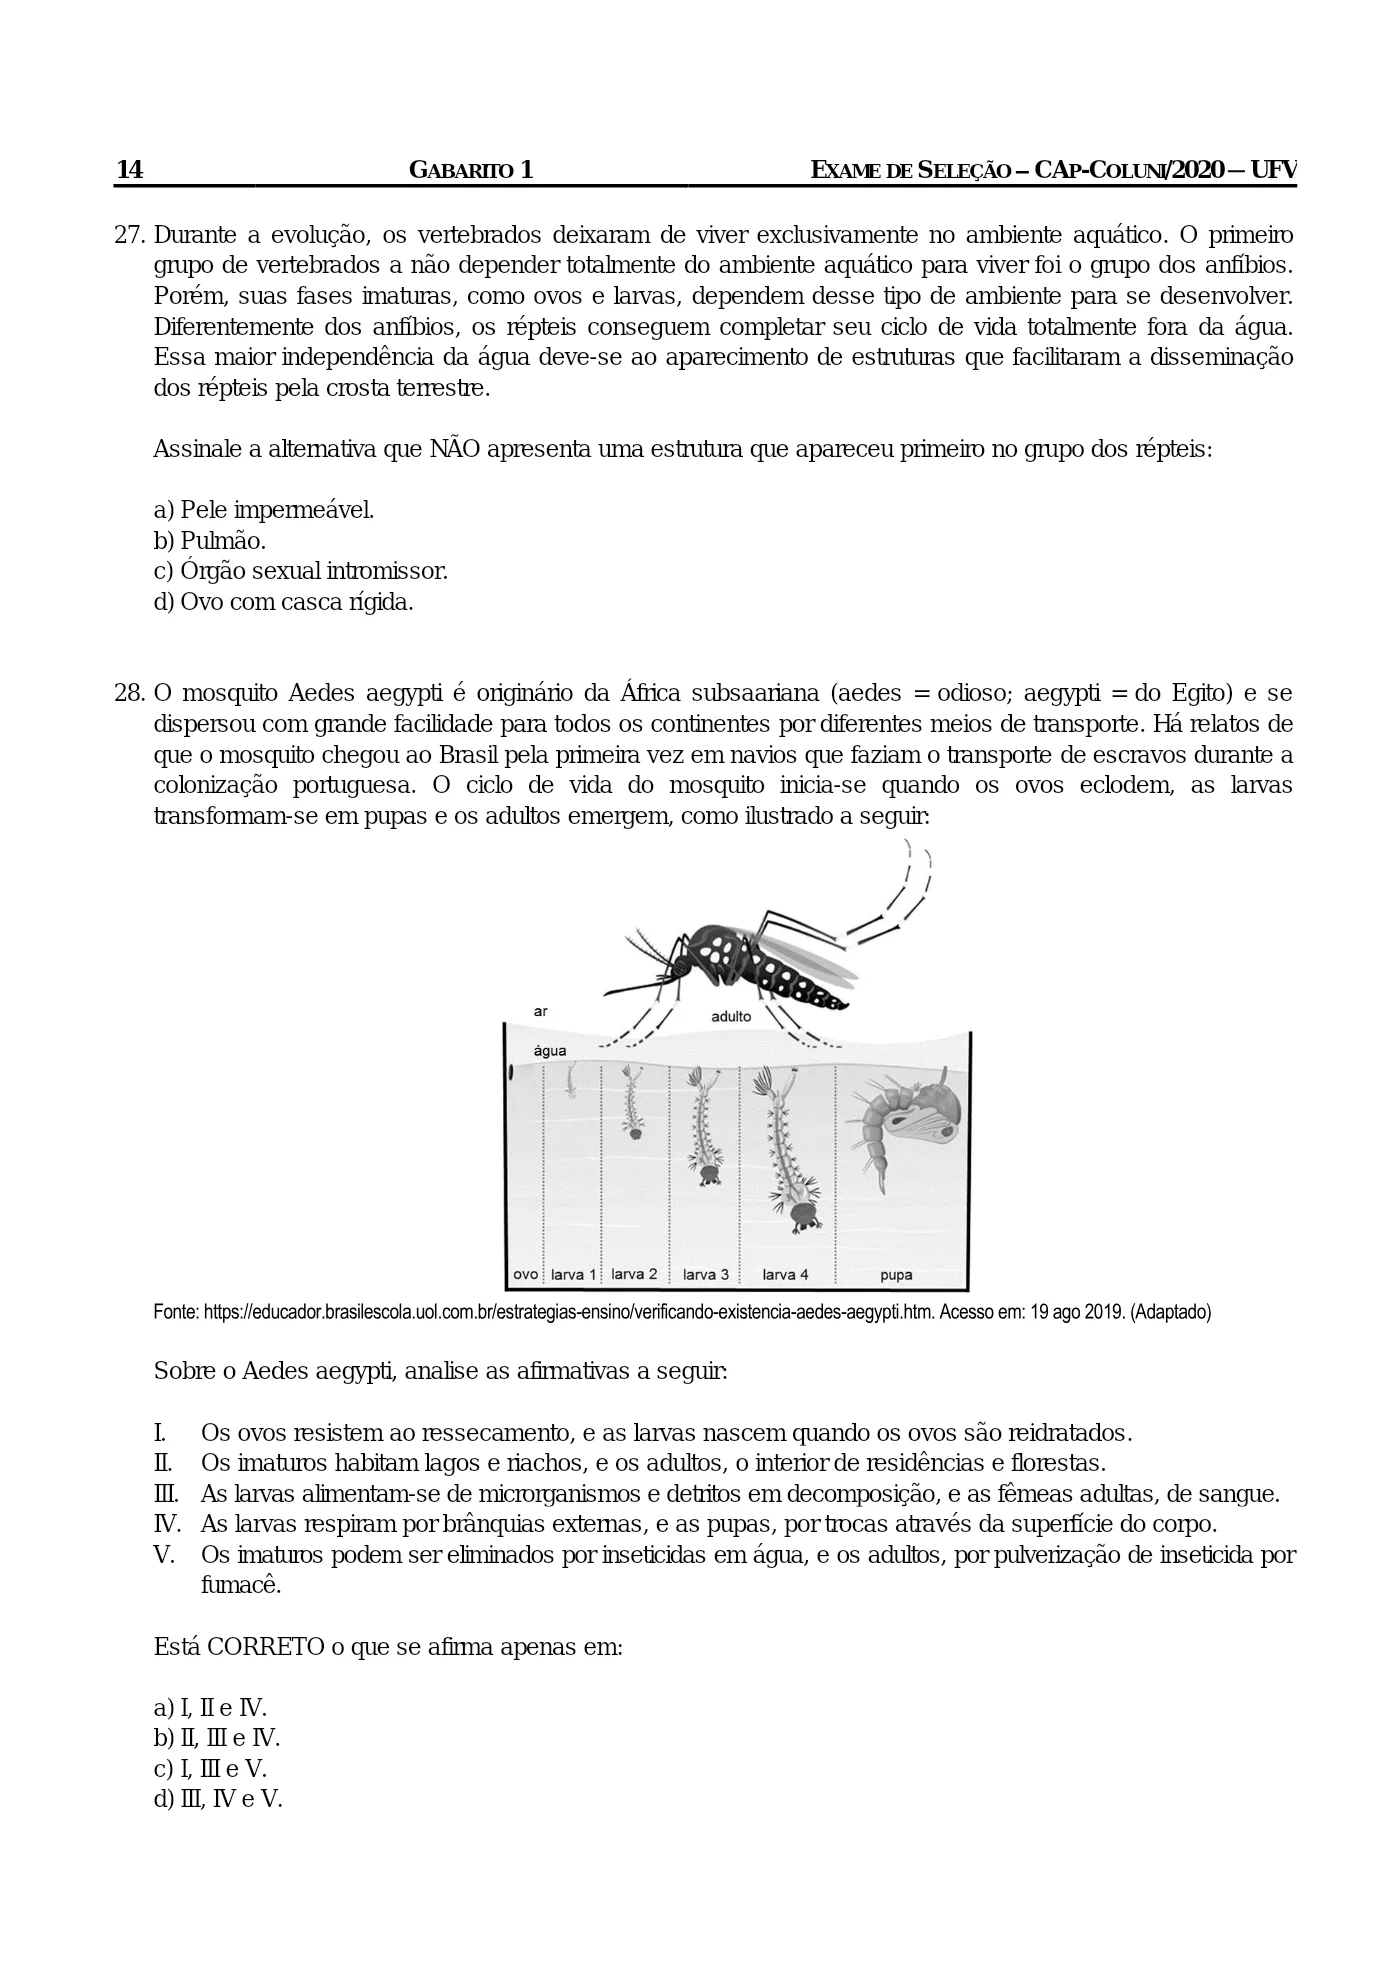 14 GABARITO 1 EXAME DE SELEÇÃO – CAP-COLUNI/2020 — UFV
27. Durante a evolução, os vertebrados deixaram de viver exclusivamente no ambiente aquático. O primeiro
grupo de vertebrados a não depender totalmente do ambiente aquático para viver foi o grupo dos anfíbios.
Porém, suas fases imaturas, como ovos e larvas, dependem desse tipo de ambiente para se desenvolver.
Diferentemente dos anfíbios, os répteis conseguem completar seu ciclo de vida totalmente fora da água.
Essa maior independência da água deve-se ao aparecimento de estruturas que facilitaram a disseminação
dos répteis pela crosta terrestre.
Assinale a alternativa que NÃO apresenta uma estrutura que apareceu primeiro no grupo dos répteis:
a) Pele impermeável.
b) Pulmão.
c) Órgão sexual intromissor.
d) Ovo com casca rígida.
28. O mosquito Aedes aegypti é originário da África subsaariana (aedes = odioso; aegypti = do Egito) e se
dispersou com grande facilidade para todos os continentes por diferentes meios de transporte. Há relatos de
que o mosquito chegou ao Brasil pela primeira vez em navios que faziam o transporte de escravos durante a
colonização portuguesa. O ciclo de vida do mosquito inicia-se quando os ovos eclodem, as larvas
transformam-se em pupas e os adultos emergem, como ilustrado a seguir:
ar
adulto
água
ovo larva 1 larva 2 larva 3 larva 4 pupa
Fonte: https://educador.brasilescola.uol.com.br/estrategias-ensino/verificando-existencia-aedes-aegypti.htm. Acesso em: 19 ago 2019. (Adaptado)
Sobre o Aedes aegypti, analise as afirmativas a seguir:
I. Os ovos resistem ao ressecamento, e as larvas nascem quando os ovos são reidratados.
II. Os imaturos habitam lagos e riachos, e os adultos, o interior de residências e florestas.
III. As larvas alimentam-se de microrganismos e detritos em decomposição, e as fêmeas adultas, de sangue.
IV. As larvas respiram por brânquias externas, e as pupas, por trocas através da superfície do corpo.
V. Os imaturos podem ser eliminados por inseticidas em água, e os adultos, por pulverização de inseticida por
fumacê.
Está CORRETO o que se afirma apenas em:
a) I, II e IV.
b) II, III e IV.
c) I, III e V.
d) III, IV e V.